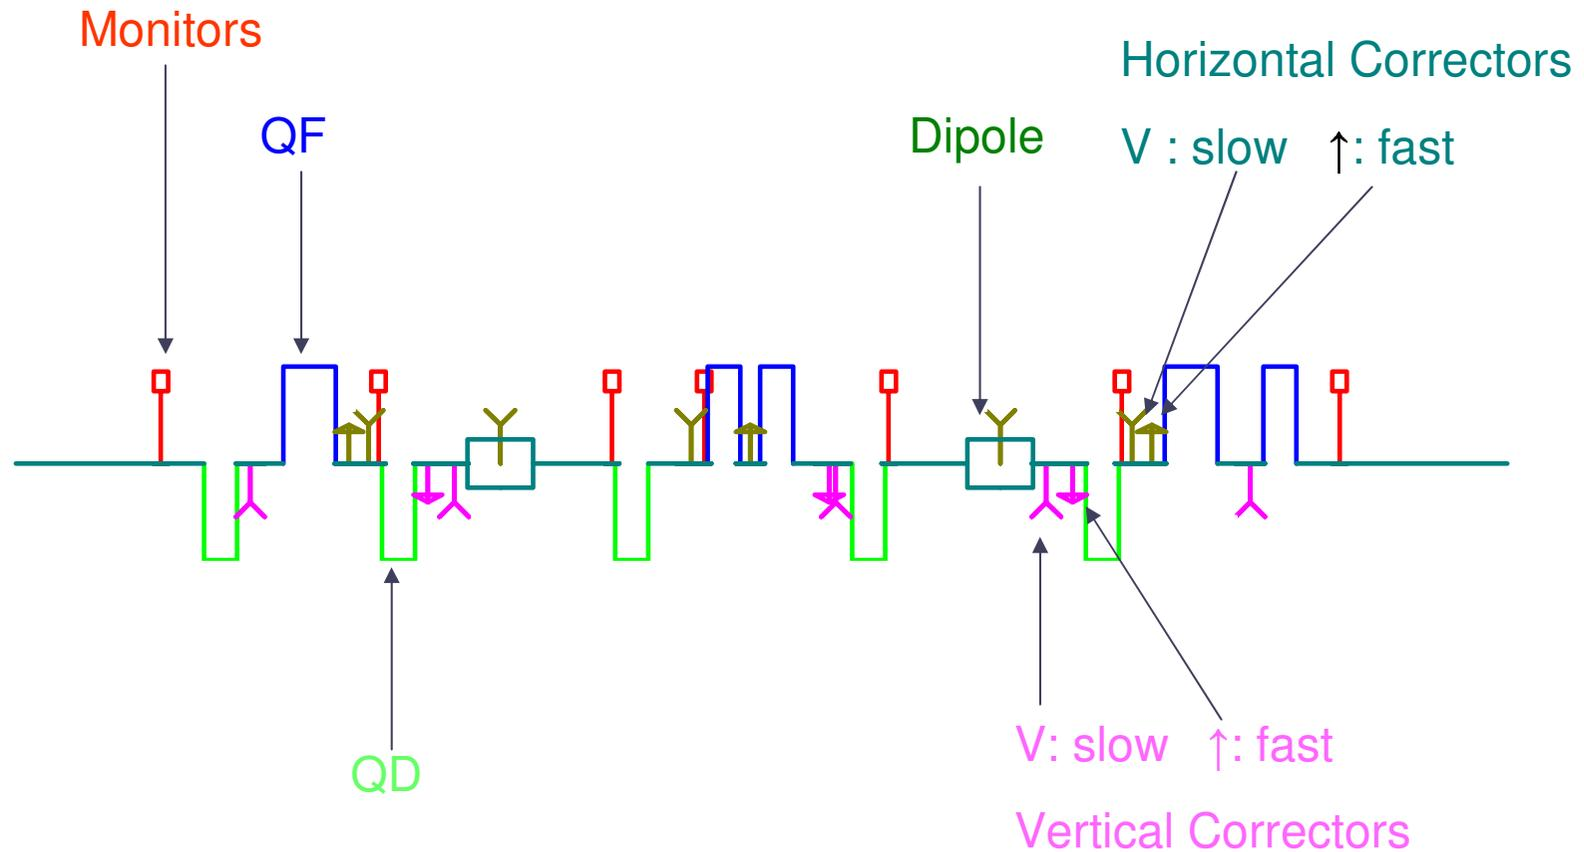 Monitors
Horizontal Correctors
QF
Dipole
V : slow ↑: fast
QD
V: slow ↑: fast
Vertical Correctors